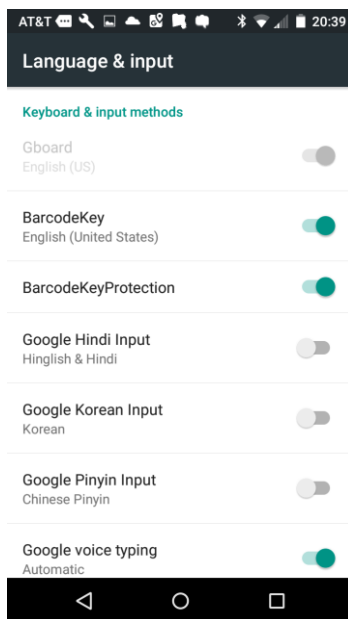 AT&T 20:39
Language & input
Keyboard & input methods
Gboard
English (US)
BarcodeKey
English (United States)
BarcodeKeyProtection
Google Hindi Input
Hinglish & Hindi
Google Korean Input
Korean
Google Pinyin Input
Chinese Pinyin
Google voice typing
Automatic